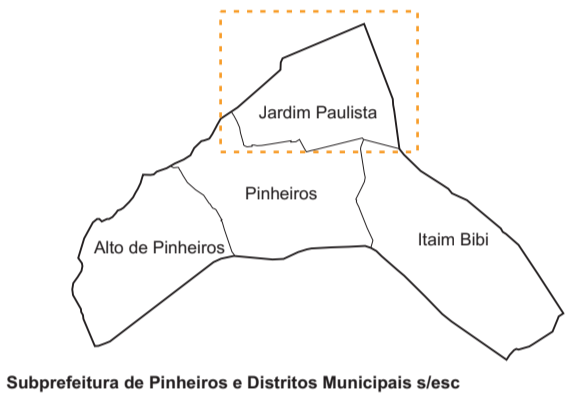 Jardim Paulista
Pinheiros
Alto de Pinheiros
Itaim Bibi
Subprefeitura de Pinheiros e Distritos Municipais s/esc